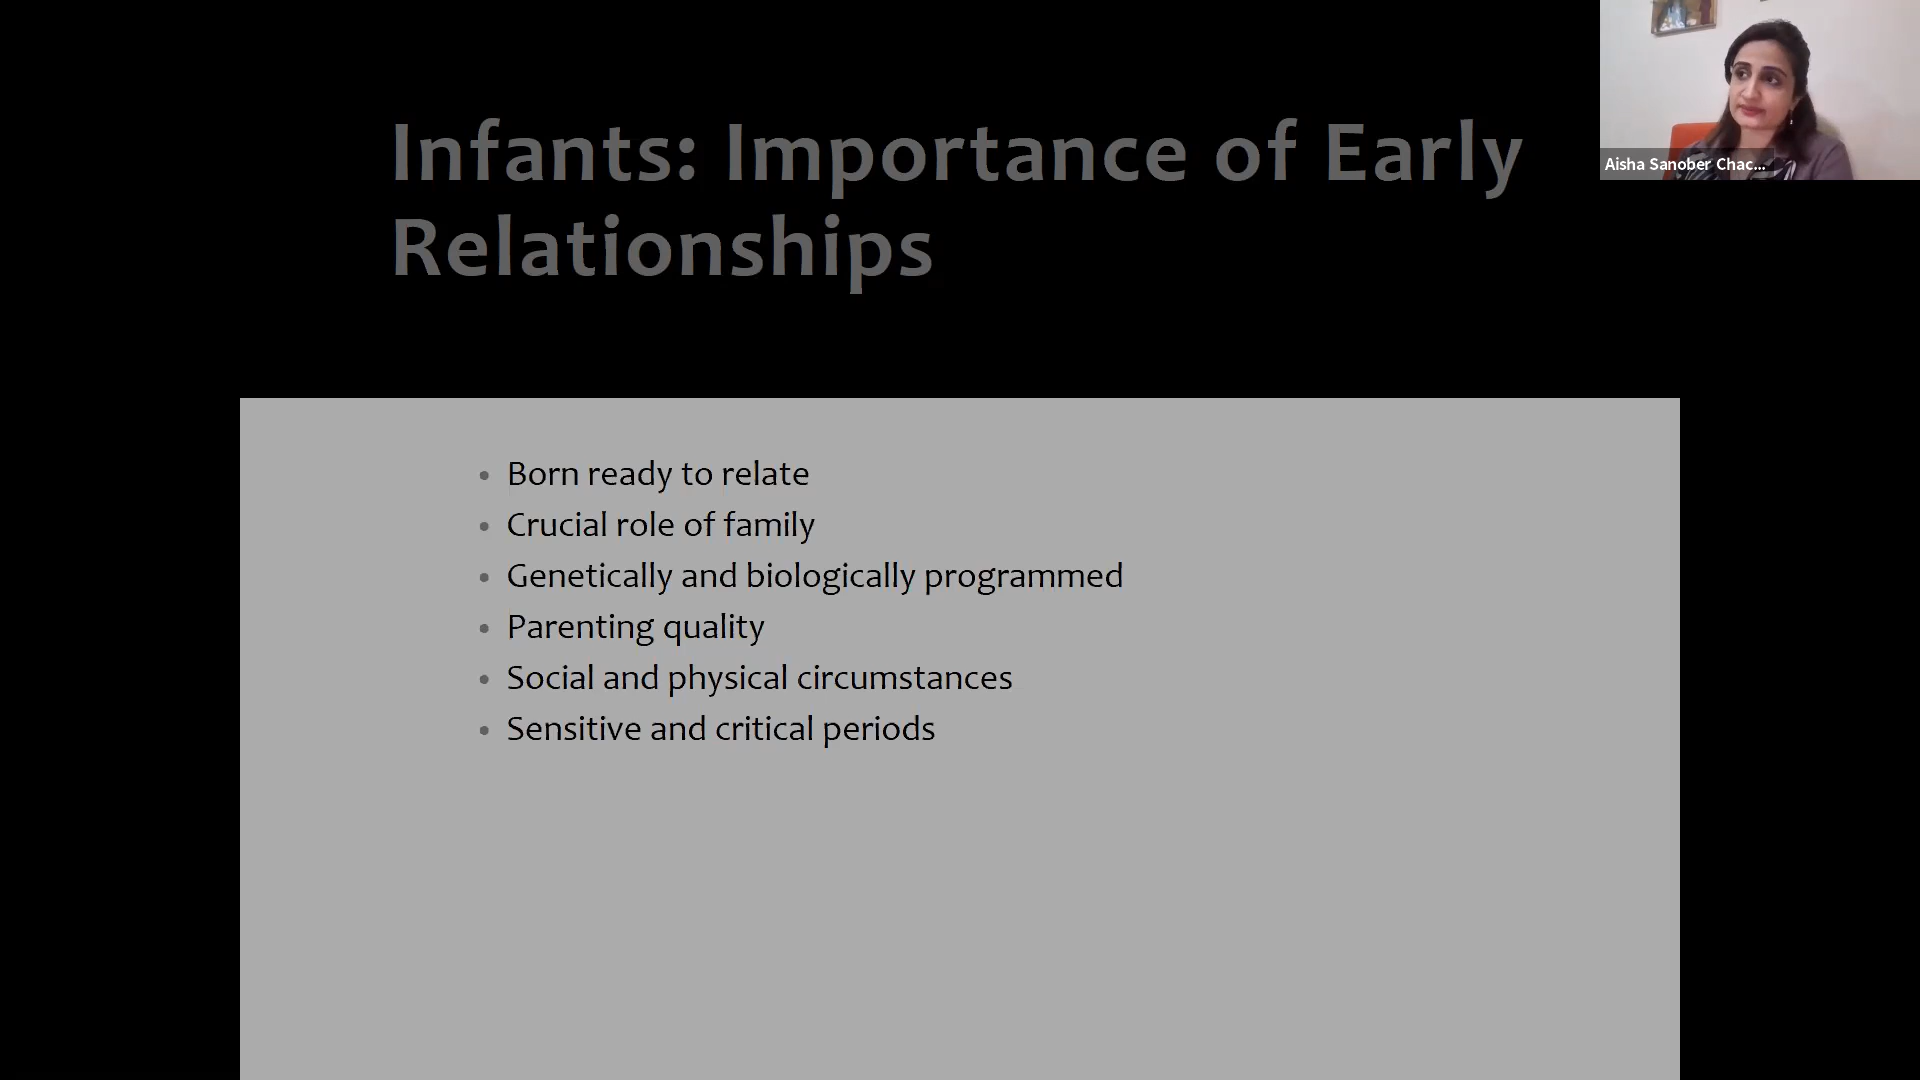 Infants: Importance of Early
Relationships
Aisha Sanober Chac...
• Born ready to relate
• Crucial role of family
• Genetically and biologically programmed
• Parenting quality
• Social and physical circumstances
• Sensitive and critical periods